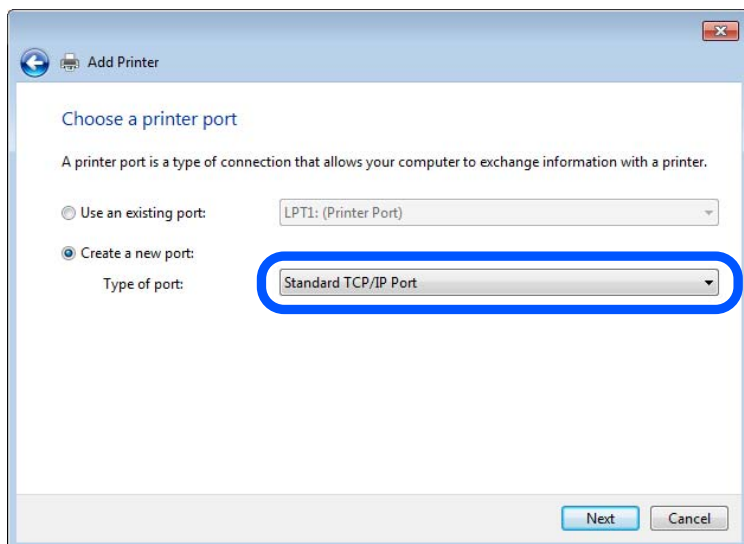 Add Printer
Choose a printer port
A printer port is a type of connection that allows your computer to exchange information with a printer.
Use an existing port: LPT1: (Printer Port)
Create a new port:
Type of port: Standard TCP/IP Port
Next Cancel